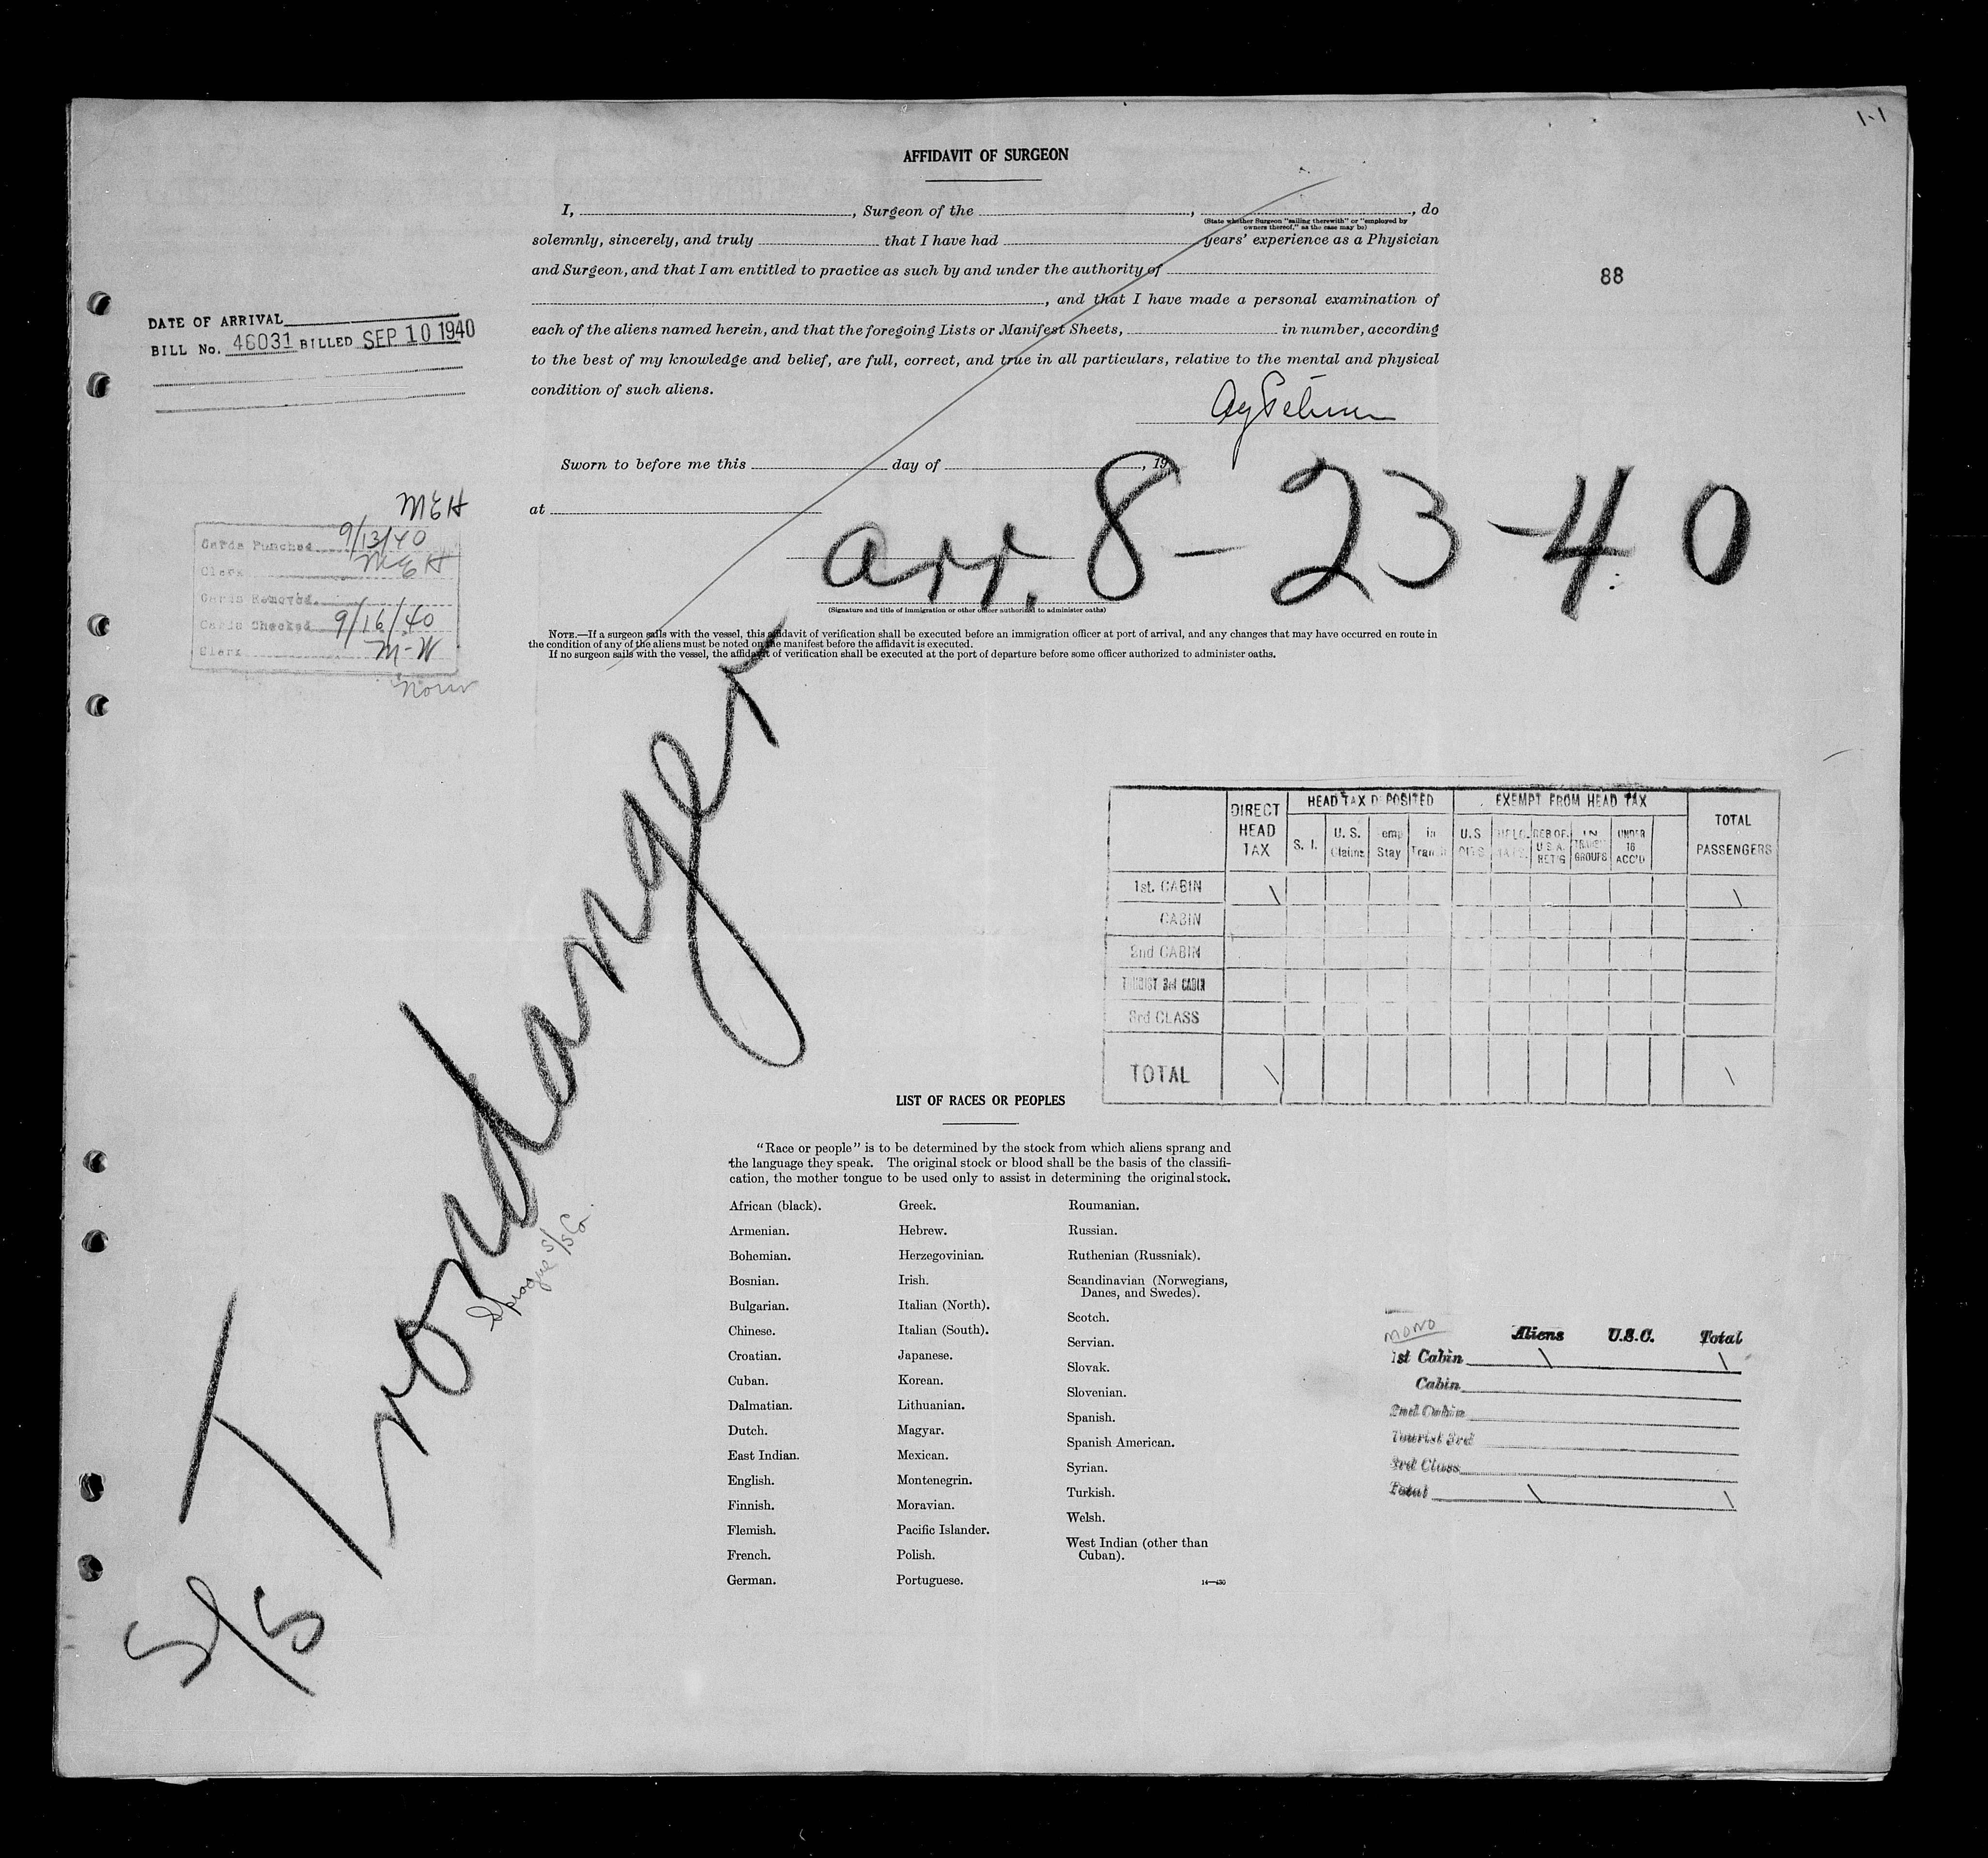 1-1
AFFIDAVIT OF SURGEON
I, , Surgeon of the , , do
(State whether Surgeon "sailing therewith" or "employed by
owners thereof," as the case may be)
solemnly, sincerely, and truly that I have had years' experience as a Physician
and Surgeon, and that I am entitled to practice as such by and under the authority of
, and that I have made a personal examination of
each of the aliens named herein, and that the foregoing Lists or Manifest Sheets, in number, according
to the best of my knowledge and belief, are full, correct, and true in all particulars, relative to the mental and physical
condition of such aliens.
88
DATE OF ARRIVAL
BILL No. 46031 BILLED SEP 10 1940
Sworn to before me this day of , 19
at
arr. 8-23-40
(Signature and title of immigration or other officer authorized to administer oaths)
MEH
Cards Punched 9/13/40
Clerk MEH
Cards Removed
Cards Checked 9/16/40
Clerk M-W
NOTE.—If a surgeon sails with the vessel, this affidavit of verification shall be executed before an immigration officer at port of arrival, and any changes that may have occurred en route in
the condition of any of the aliens must be noted on the manifest before the affidavit is executed.
If no surgeon sails with the vessel, the affidavit of verification shall be executed at the port of departure before some officer authorized to administer oaths.
S/S Trondanger
Sprague S/S Co.
DIRECT HEAD TAX HEAD TAX DEPOSITED EXEMPT FROM HEAD TAX TOTAL PASSENGERS
S. I. U. S. Claims Temp Stay in Transit U.S CITS DIPLO. MATS. RES OF U.S.A. RET'G IN TRANSIT GROUPS UNDER 16 ACC'D
1st. CABIN \ \
CABIN
2nd CABIN
TOURIST 3rd CABIN
3rd CLASS
TOTAL \ \
LIST OF RACES OR PEOPLES
"Race or people" is to be determined by the stock from which aliens sprang and
the language they speak. The original stock or blood shall be the basis of the classifi-
cation, the mother tongue to be used only to assist in determining the original stock.
African (black).
Armenian.
Bohemian.
Bosnian.
Bulgarian.
Chinese.
Croatian.
Cuban.
Dalmatian.
Dutch.
East Indian.
English.
Finnish.
Flemish.
French.
German.
Greek.
Hebrew.
Herzegovinian.
Irish.
Italian (North).
Italian (South).
Japanese.
Korean.
Lithuanian.
Magyar.
Mexican.
Montenegrin.
Moravian.
Pacific Islander.
Polish.
Portuguese.
Roumanian.
Russian.
Ruthenian (Russniak).
Scandinavian (Norwegians,
Danes, and Swedes).
Scotch.
Servian.
Slovak.
Slovenian.
Spanish.
Spanish American.
Syrian.
Turkish.
Welsh.
West Indian (other than
Cuban).
14—430
MONO Aliens U.S.C. Total
1st Cabin \ \
Cabin
2nd Cabin
Tourist 3rd
3rd Class
Total \ \